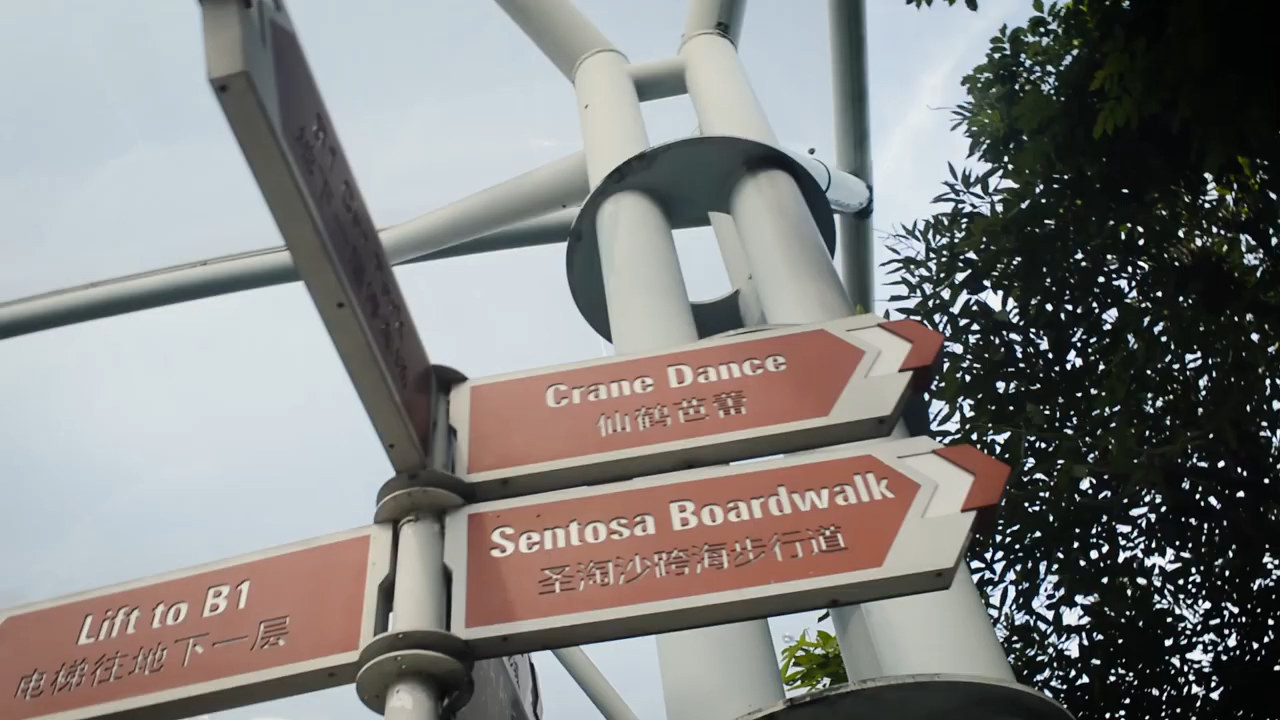 Crane Dance
仙鹤芭蕾
Sentosa Boardwalk
圣淘沙跨海步行道
Lift to B1
电梯往地下一层